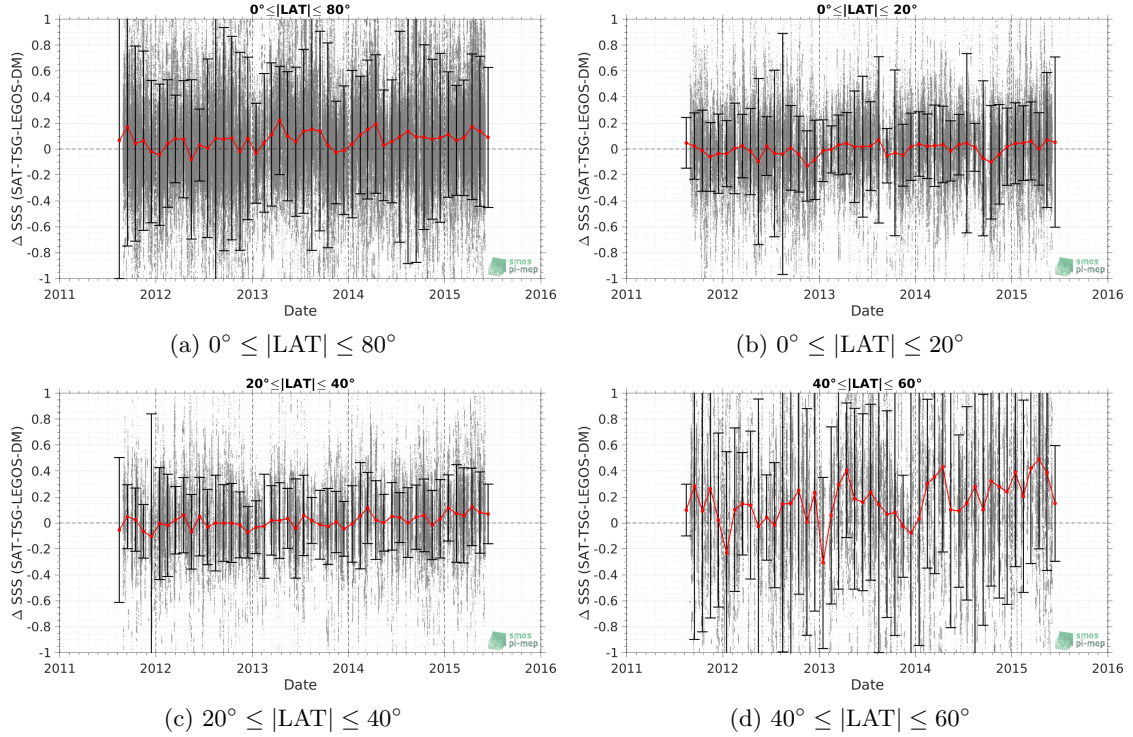 0°≤|LAT|≤ 80°
Δ SSS (SAT-TSG-LEGOS-DM)
1
0.8
0.6
0.4
0.2
0
-0.2
-0.4
-0.6
-0.8
-1
2011 2012 2013 2014 2015 2016
Date
smos
pi-mep
(a) 0° ≤ |LAT| ≤ 80°
0°≤|LAT|≤ 20°
Δ SSS (SAT-TSG-LEGOS-DM)
1
0.8
0.6
0.4
0.2
0
-0.2
-0.4
-0.6
-0.8
-1
2011 2012 2013 2014 2015 2016
Date
smos
pi-mep
(b) 0° ≤ |LAT| ≤ 20°
20°≤|LAT|≤ 40°
Δ SSS (SAT-TSG-LEGOS-DM)
1
0.8
0.6
0.4
0.2
0
-0.2
-0.4
-0.6
-0.8
-1
2011 2012 2013 2014 2015 2016
Date
smos
pi-mep
(c) 20° ≤ |LAT| ≤ 40°
40°≤|LAT|≤ 60°
Δ SSS (SAT-TSG-LEGOS-DM)
1
0.8
0.6
0.4
0.2
0
-0.2
-0.4
-0.6
-0.8
-1
2011 2012 2013 2014 2015 2016
Date
smos
pi-mep
(d) 40° ≤ |LAT| ≤ 60°